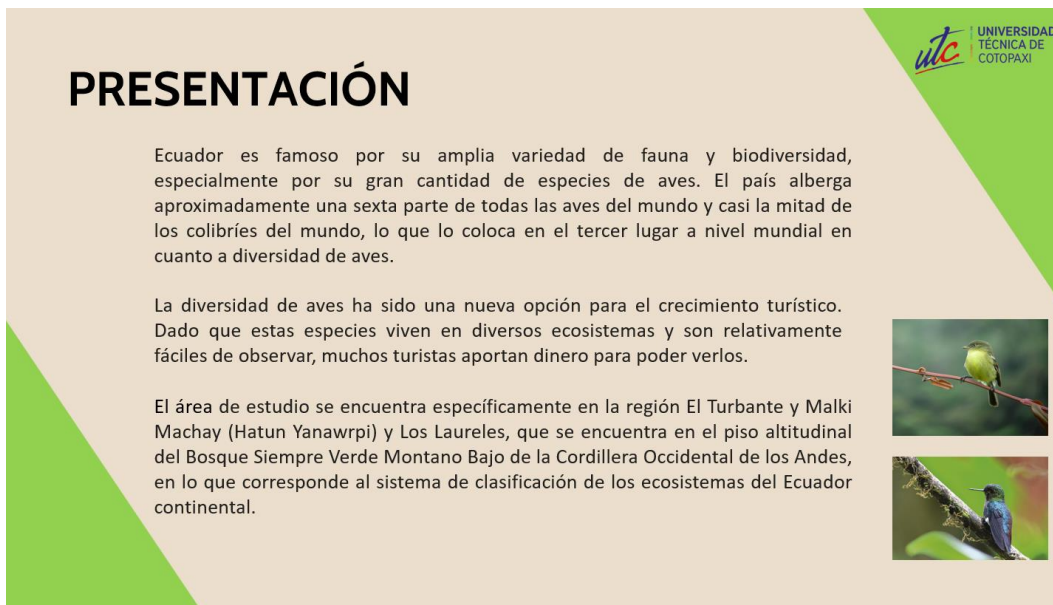 utc
UNIVERSIDAD
TÉCNICA DE
COTOPAXI
PRESENTACIÓN
Ecuador es famoso por su amplia variedad de fauna y biodiversidad,
especialmente por su gran cantidad de especies de aves. El país alberga
aproximadamente una sexta parte de todas las aves del mundo y casi la mitad de
los colibríes del mundo, lo que lo coloca en el tercer lugar a nivel mundial en
cuanto a diversidad de aves.
La diversidad de aves ha sido una nueva opción para el crecimiento turístico.
Dado que estas especies viven en diversos ecosistemas y son relativamente
fáciles de observar, muchos turistas aportan dinero para poder verlos.
El área de estudio se encuentra específicamente en la región El Turbante y Malki
Machay (Hatun Yanawrpi) y Los Laureles, que se encuentra en el piso altitudinal
del Bosque Siempre Verde Montano Bajo de la Cordillera Occidental de los Andes,
en lo que corresponde al sistema de clasificación de los ecosistemas del Ecuador
continental.